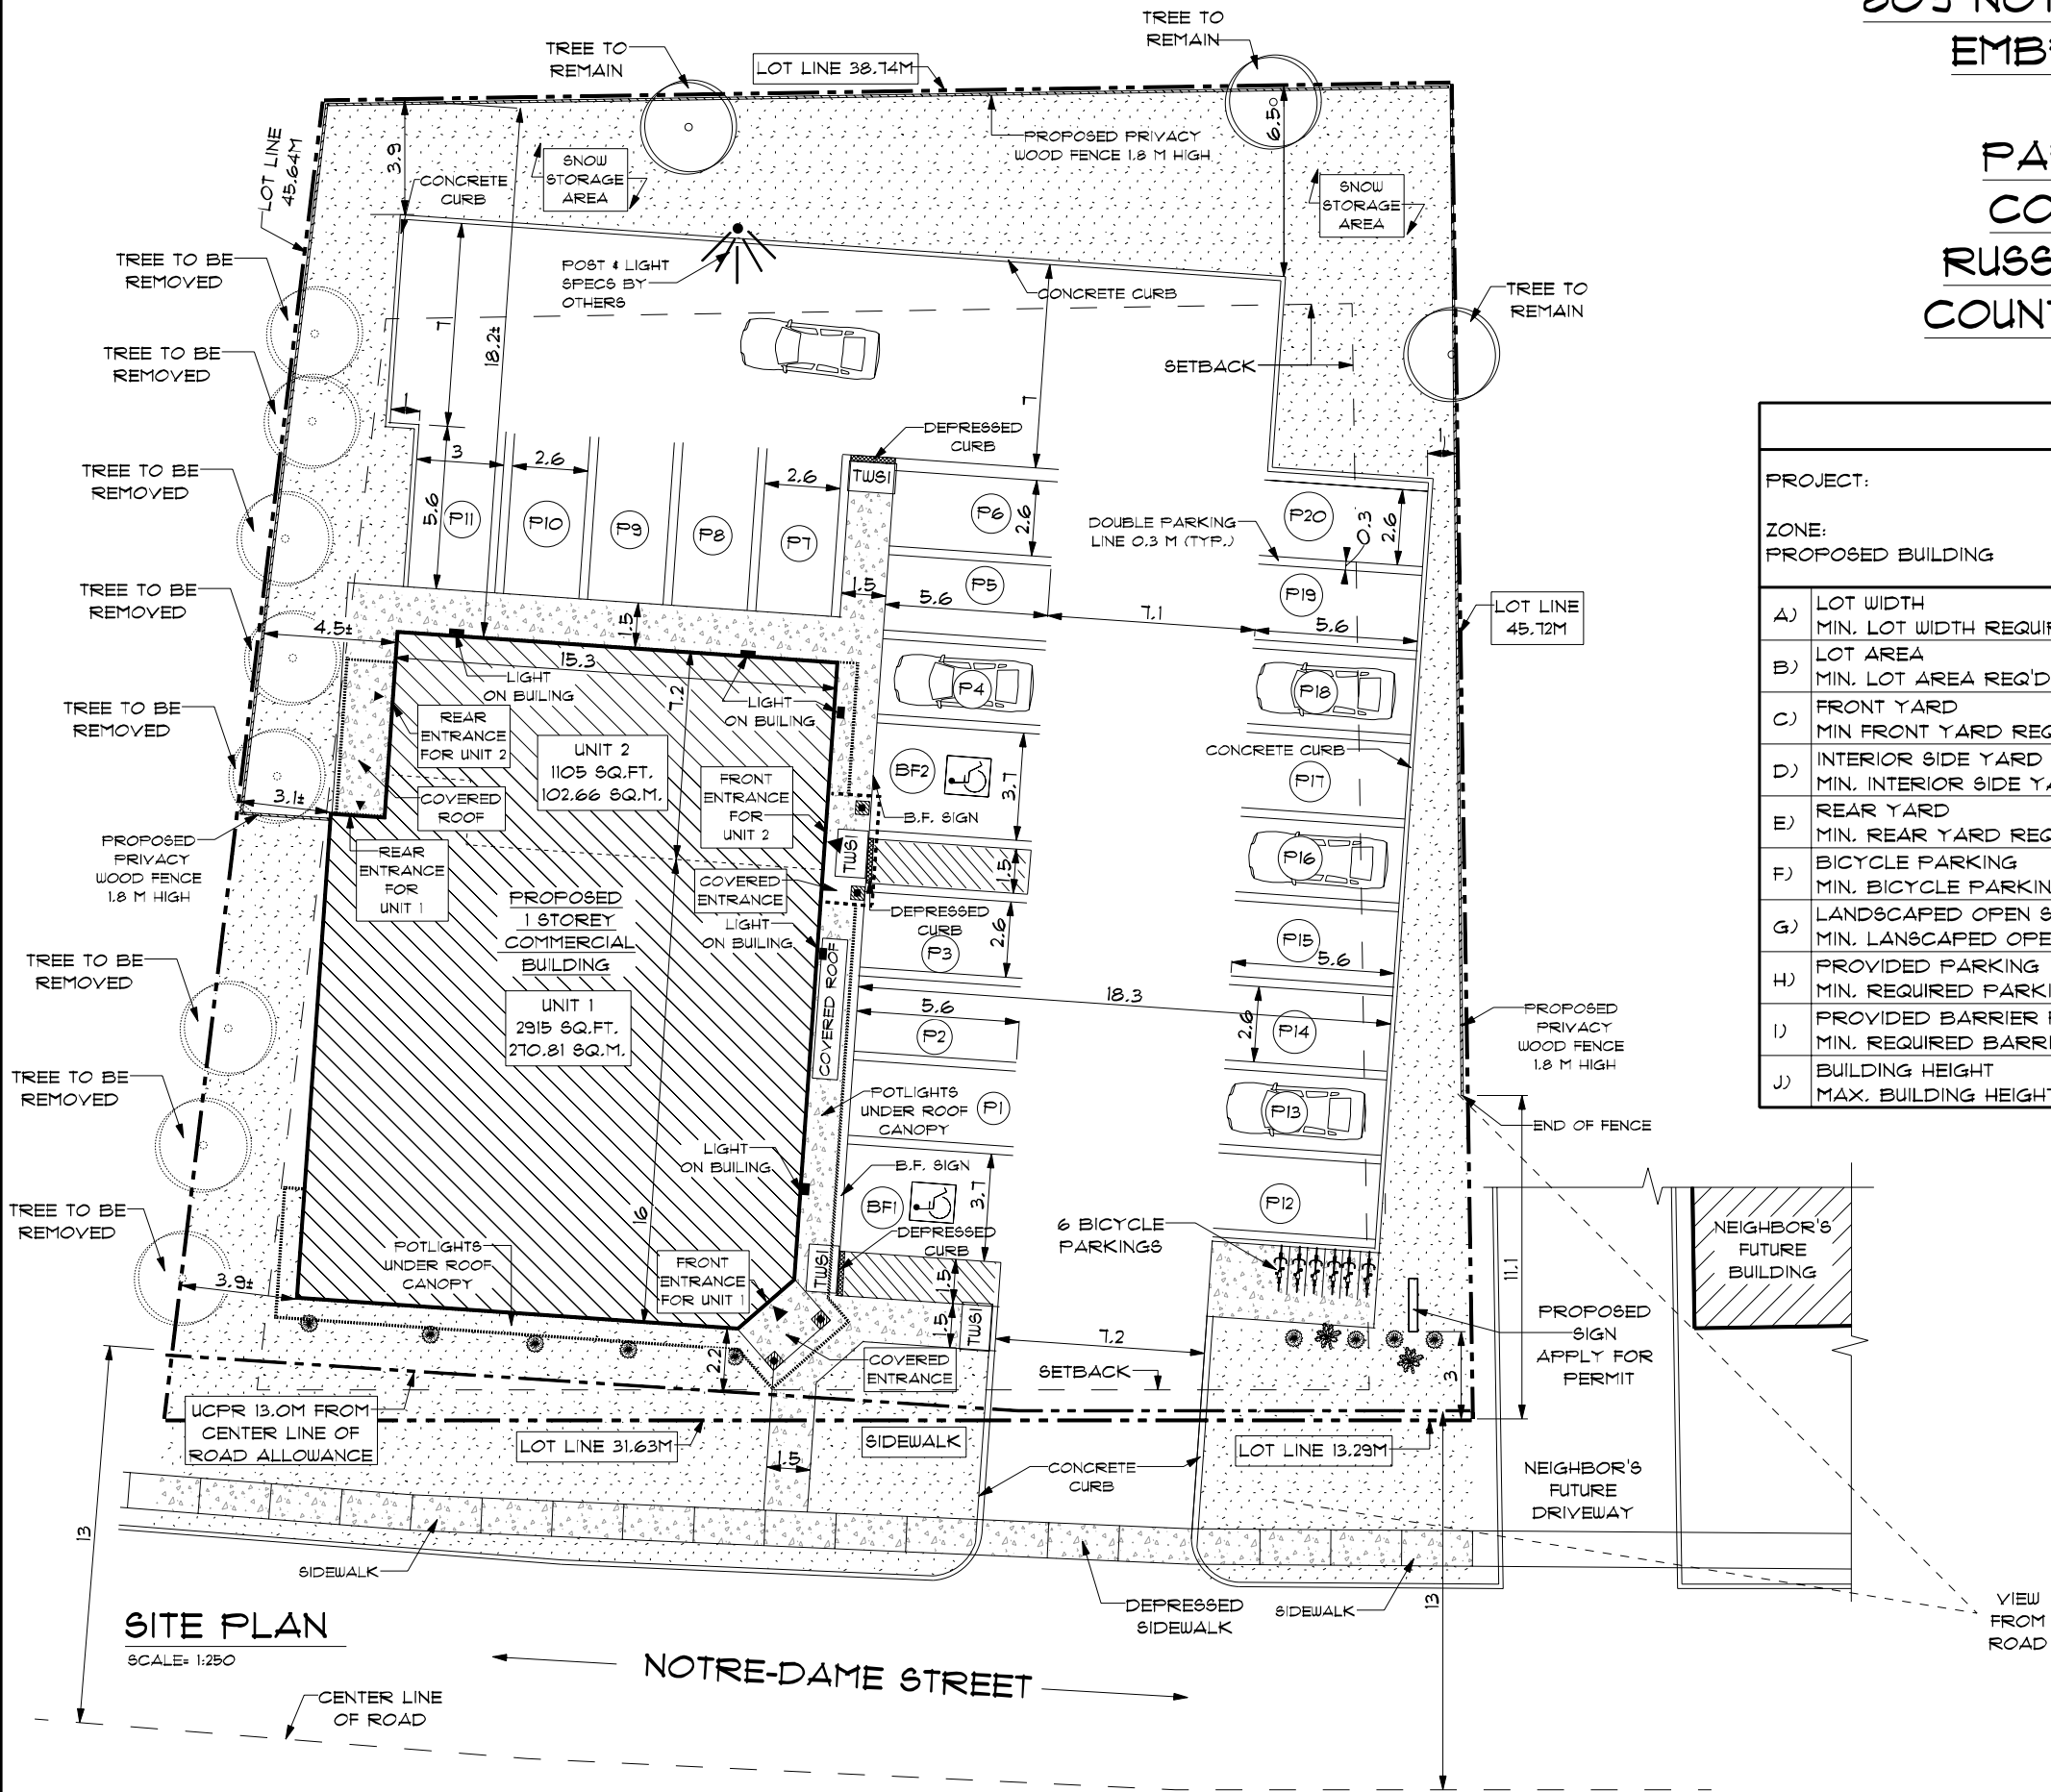 TREE TO
REMAIN
LOT LINE 38.74M
TREE TO
REMAIN
EMB
PA
CO
RUSS
COUN
LOT LINE
45.64M
3.9
CONCRETE
CURB
SNOW
STORAGE
AREA
PROPOSED PRIVACY
WOOD FENCE 1.8 M HIGH
6.5
SNOW
STORAGE
AREA
TREE TO BE
REMOVED
POST & LIGHT
SPECS BY
OTHERS
CONCRETE CURB
TREE TO
REMAIN
7
18.2±
7
SETBACK
TREE TO BE
REMOVED
1
DEPRESSED
CURB
1
TREE TO BE
REMOVED
3
2.6
2.6
TWSI
5.6
P11
P10
P9
P8
P7
P6
2.6
DOUBLE PARKING
LINE 0.3 M (TYP.)
P20
0.3
2.6
PROJECT:
ZONE:
PROPOSED BUILDING
A) LOT WIDTH
MIN. LOT WIDTH REQUI
B) LOT AREA
MIN. LOT AREA REQ'D
C) FRONT YARD
MIN FRONT YARD REQ
D) INTERIOR SIDE YARD
MIN. INTERIOR SIDE YA
E) REAR YARD
MIN. REAR YARD REQ
F) BICYCLE PARKING
MIN. BICYCLE PARKIN
G) LANDSCAPED OPEN S
MIN. LANSCAPED OPE
H) PROVIDED PARKING
MIN. REQUIRED PARKI
I) PROVIDED BARRIER
MIN. REQUIRED BARRI
J) BUILDING HEIGHT
MAX. BUILDING HEIGHT
TREE TO BE
REMOVED
4.5±
1.5
1.5
P5
5.6
7.1
P19
5.6
LOT LINE
45.72M
15.3
LIGHT
ON BUILING
7.2
LIGHT
ON BUILING
P4
P18
TREE TO BE
REMOVED
REAR
ENTRANCE
FOR UNIT 2
UNIT 2
1105 SQ.FT.
102.66 SQ.M.
FRONT
ENTRANCE
FOR
UNIT 2
BF2
3.7
CONCRETE CURB
P17
3.1±
COVERED
ROOF
B.F. SIGN
PROPOSED
PRIVACY
WOOD FENCE
1.8 M HIGH
REAR
ENTRANCE
FOR
UNIT 1
TWSI
1.5
P16
PROPOSED
1 STOREY
COMMERCIAL
BUILDING
COVERED
ENTRANCE
LIGHT
ON BUILING
DEPRESSED
CURB
2.6
P3
P15
5.6
TREE TO BE
REMOVED
UNIT 1
2915 SQ.FT.
270.81 SQ.M.
COVERED ROOF
18.3
5.6
P2
2.6
P14
PROPOSED
PRIVACY
WOOD FENCE
1.8 M HIGH
TREE TO BE
REMOVED
POTLIGHTS
UNDER ROOF
CANOPY
P1
P13
END OF FENCE
LIGHT
ON BUILING
B.F. SIGN
TREE TO BE
REMOVED
16
BF1
3.7
P12
DEPRESSED
CURB
6 BICYCLE
PARKINGS
11.1
NEIGHBOR'S
FUTURE
BUILDING
POTLIGHTS
UNDER ROOF
CANOPY
FRONT
ENTRANCE
FOR UNIT 1
TWSI
1.5
3.9±
1.5
TWSI
7.2
PROPOSED
SIGN
APPLY FOR
PERMIT
2.2
COVERED
ENTRANCE
SETBACK
3
UCPR 13.0M FROM
CENTER LINE OF
ROAD ALLOWANCE
LOT LINE 31.63M
SIDEWALK
LOT LINE 13.29M
1.5
CONCRETE
CURB
NEIGHBOR'S
FUTURE
DRIVEWAY
13
SIDEWALK
DEPRESSED
SIDEWALK
SIDEWALK
13
VIEW
FROM
ROAD
SITE PLAN
SCALE= 1:250
NOTRE-DAME STREET
CENTER LINE
OF ROAD